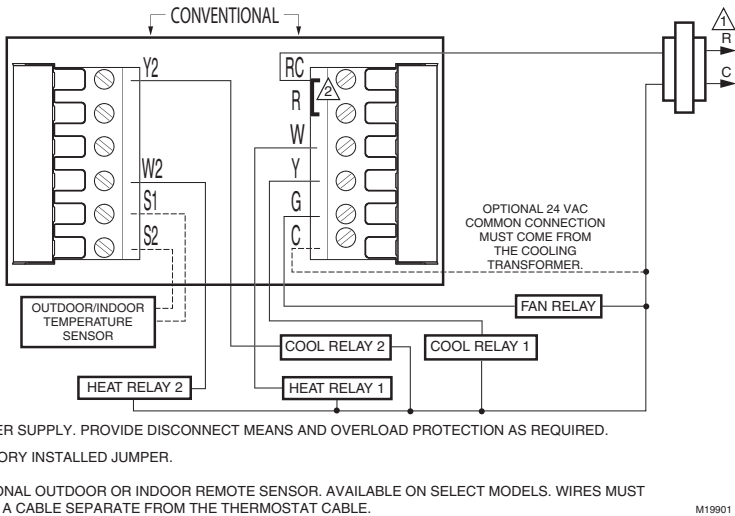 CONVENTIONAL
Y2
W2
S1
S2
RC
R
W
Y
G
C
2
1
R
C
OPTIONAL 24 VAC
COMMON CONNECTION
MUST COME FROM
THE COOLING
TRANSFORMER.
OUTDOOR/INDOOR
TEMPERATURE
SENSOR
FAN RELAY
COOL RELAY 2
COOL RELAY 1
HEAT RELAY 2
HEAT RELAY 1
ER SUPPLY. PROVIDE DISCONNECT MEANS AND OVERLOAD PROTECTION AS REQUIRED.
ORY INSTALLED JUMPER.
ONAL OUTDOOR OR INDOOR REMOTE SENSOR. AVAILABLE ON SELECT MODELS. WIRES MUST
A CABLE SEPARATE FROM THE THERMOSTAT CABLE.
M19901